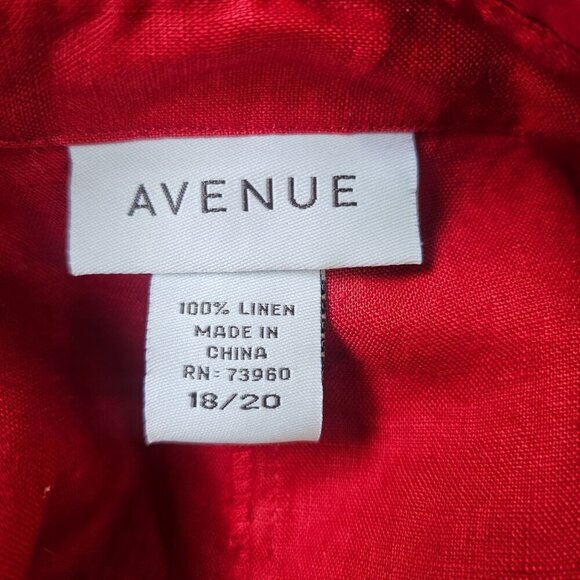 AVENUE
100% LINEN
MADE IN
CHINA
RN: 73960
18/20